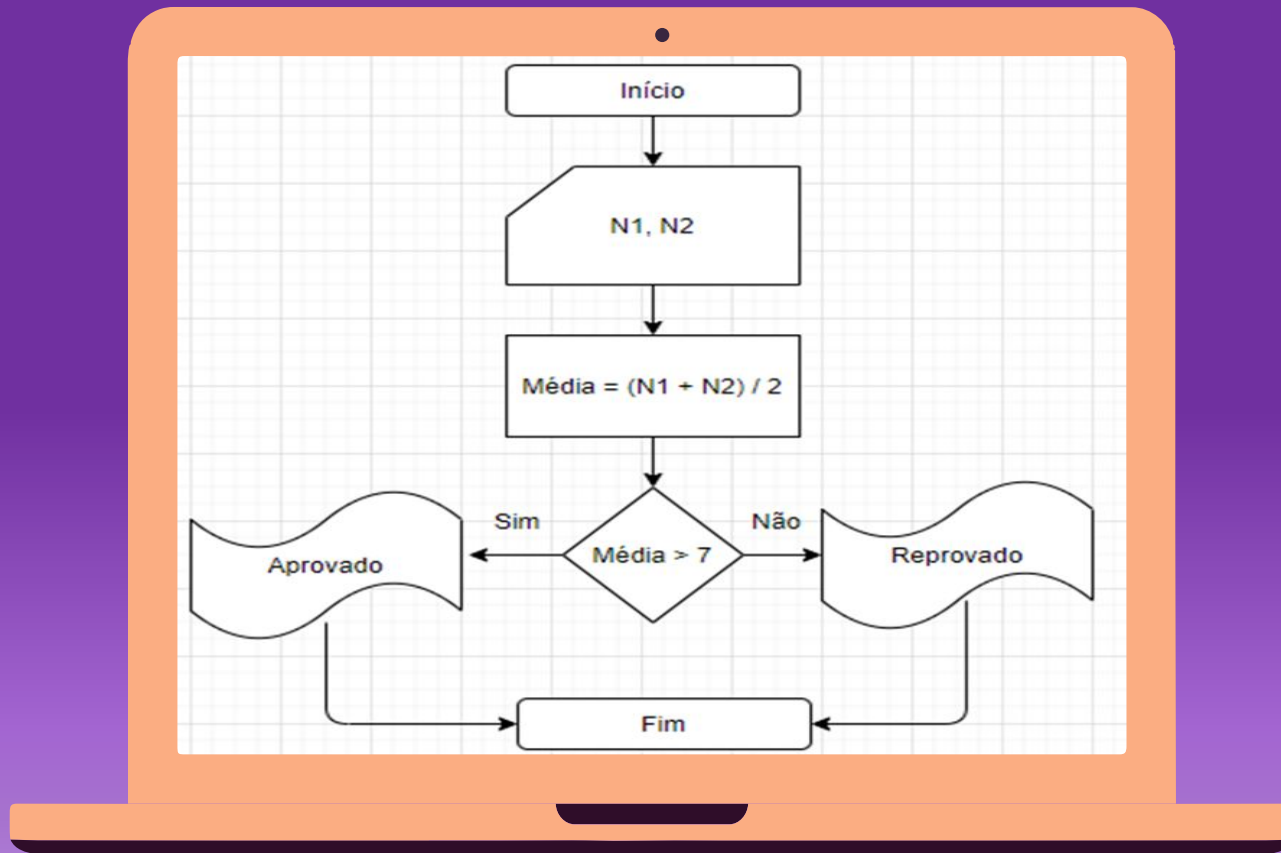 Início
N1, N2
Média = (N1 + N2) / 2
Sim
Não
Média > 7
Aprovado
Reprovado
Fim